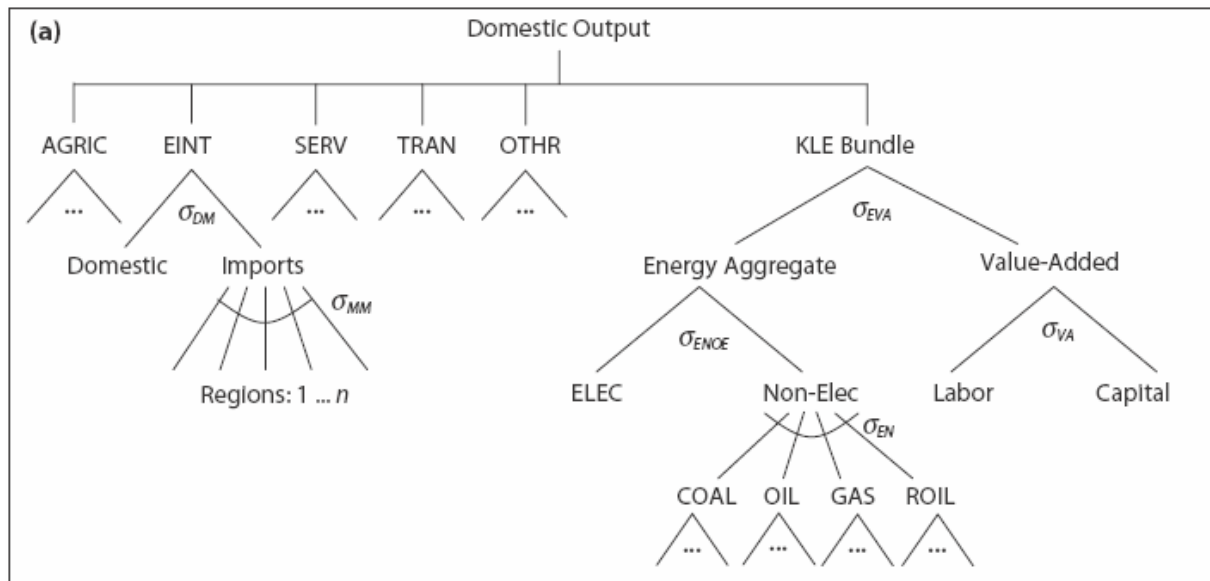 (a)
Domestic Output
AGRIC EINT SERV TRAN OTHR KLE Bundle
... σDM ... ... ... σEVA
Domestic Imports Energy Aggregate Value-Added
σMM σENOE σVA
Regions: 1 ... n ELEC Non-Elec Labor Capital
σEN
COAL OIL GAS ROIL
... ... ... ...